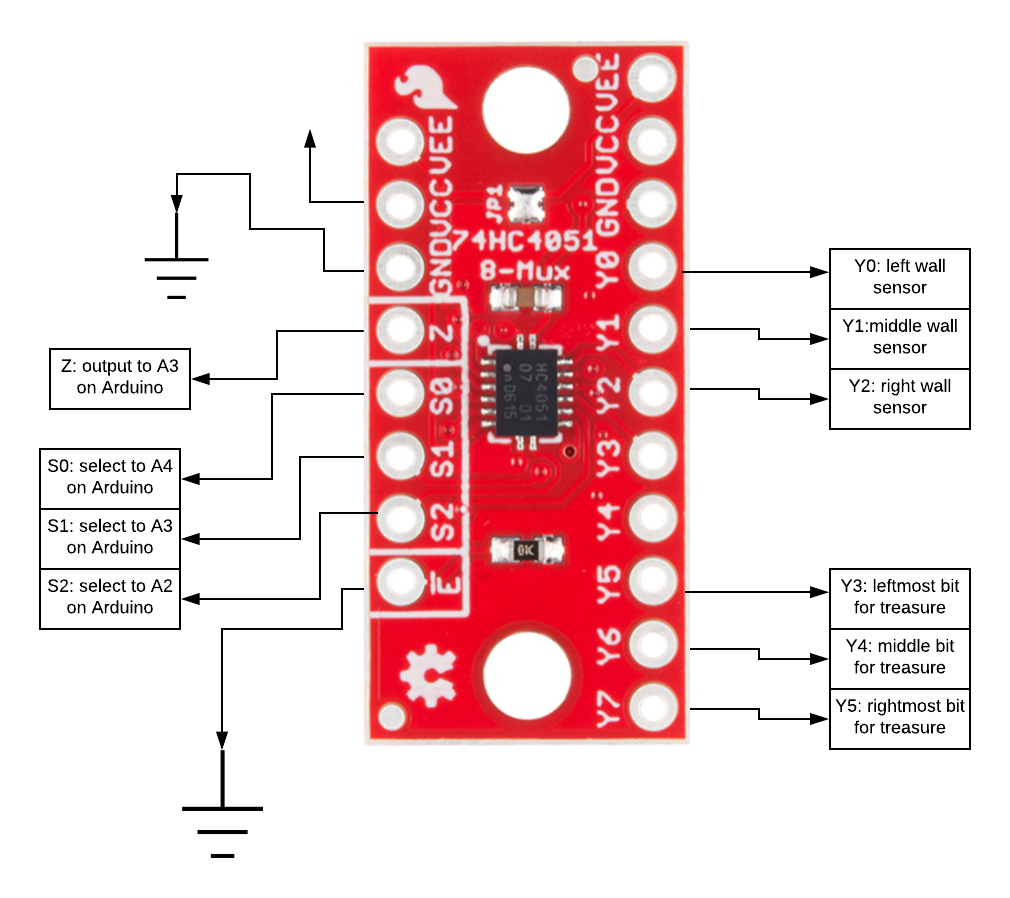 VEE
VCC
GND
Z
S0
S1
S2
E
JP1
74HC4051
8-Mux
HC4051
07 D1
nD615
VEE
VCC
GND
Y0
Y1
Y2
Y3
Y4
Y5
Y6
Y7
Z: output to A3
on Arduino
S0: select to A4
on Arduino
S1: select to A3
on Arduino
S2: select to A2
on Arduino
Y0: left wall
sensor
Y1:middle wall
sensor
Y2: right wall
sensor
Y3: leftmost bit
for treasure
Y4: middle bit
for treasure
Y5: rightmost bit
for treasure